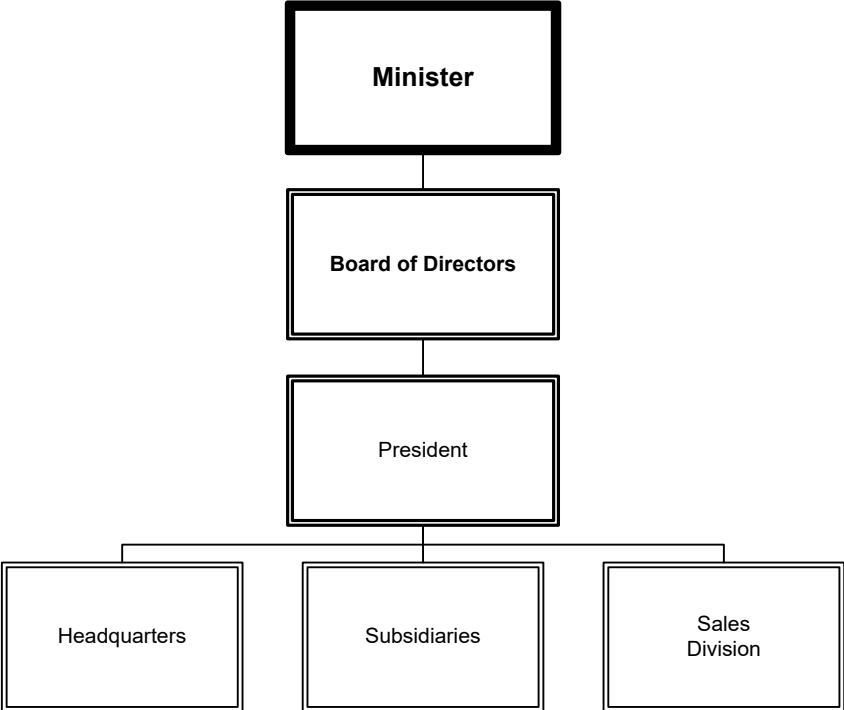 Minister
Board of Directors
President
Headquarters
Subsidiaries
Sales
Division